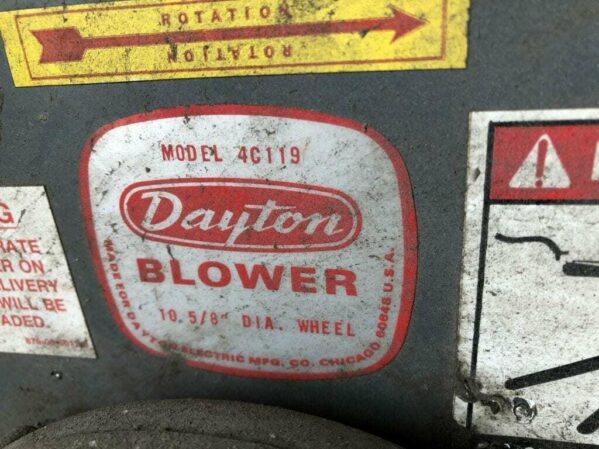 ROTATION
ROTATION
MODEL 4C119
Dayton
BLOWER
10 5/8" DIA. WHEEL
MADE FOR DAYTON ELECTRIC MFG. CO. CHICAGO 60648 U.S.A.
G
RATE
R ON
LIVERY
WILL BE
ADED.